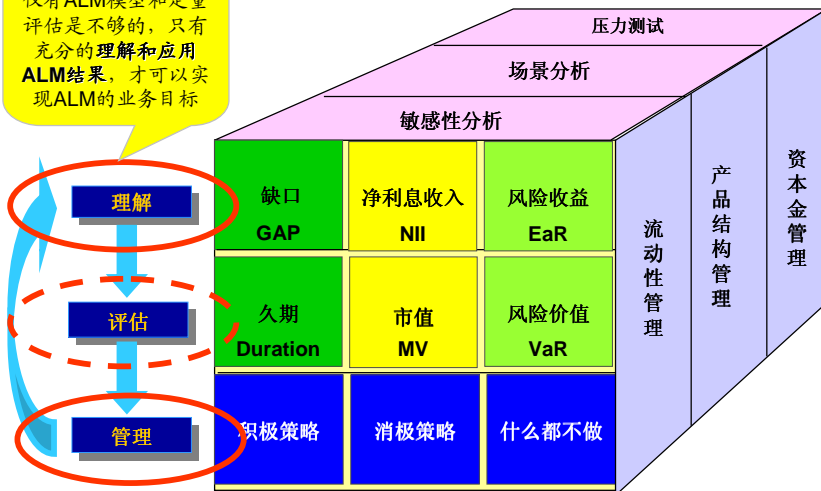 仅有ALM模型和定量
评估是不够的，只有
充分的理解和应用
ALM结果，才可以实
现ALM的业务目标
压力测试
场景分析
敏感性分析
理解
评估
管理
缺口
GAP
净利息收入
NII
风险收益
EaR
久期
Duration
市值
MV
风险价值
VaR
积极策略
消极策略
什么都不做
流动性管理
产品结构管理
资本金管理